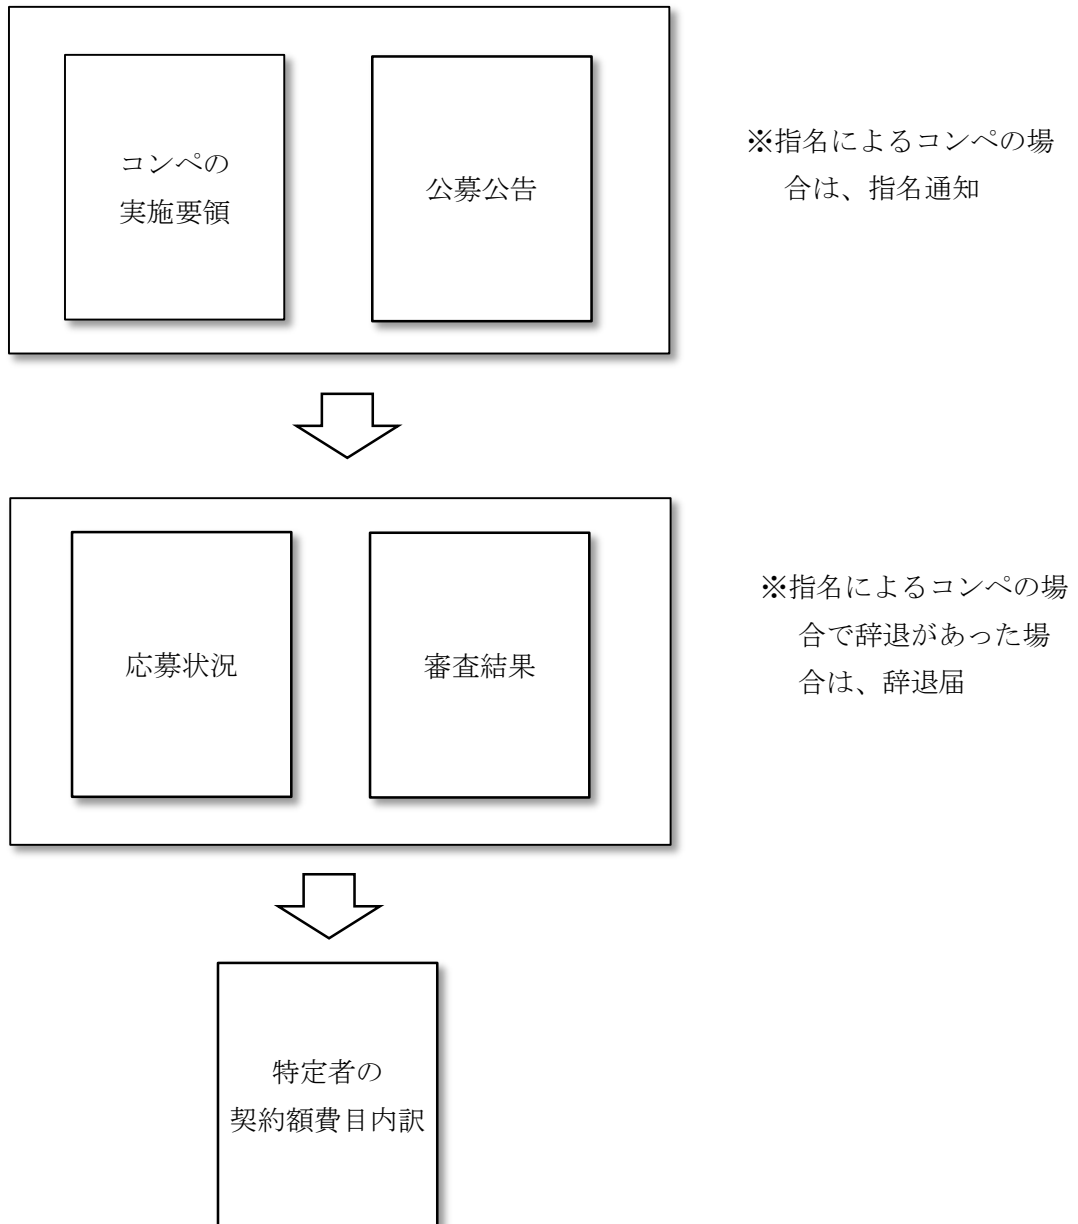 コンペの
実施要領
公募公告
※指名によるコンペの場
合は、指名通知
応募状況
審査結果
※指名によるコンペの場
合で辞退があった場
合は、辞退届
特定者の
契約額費目内訳